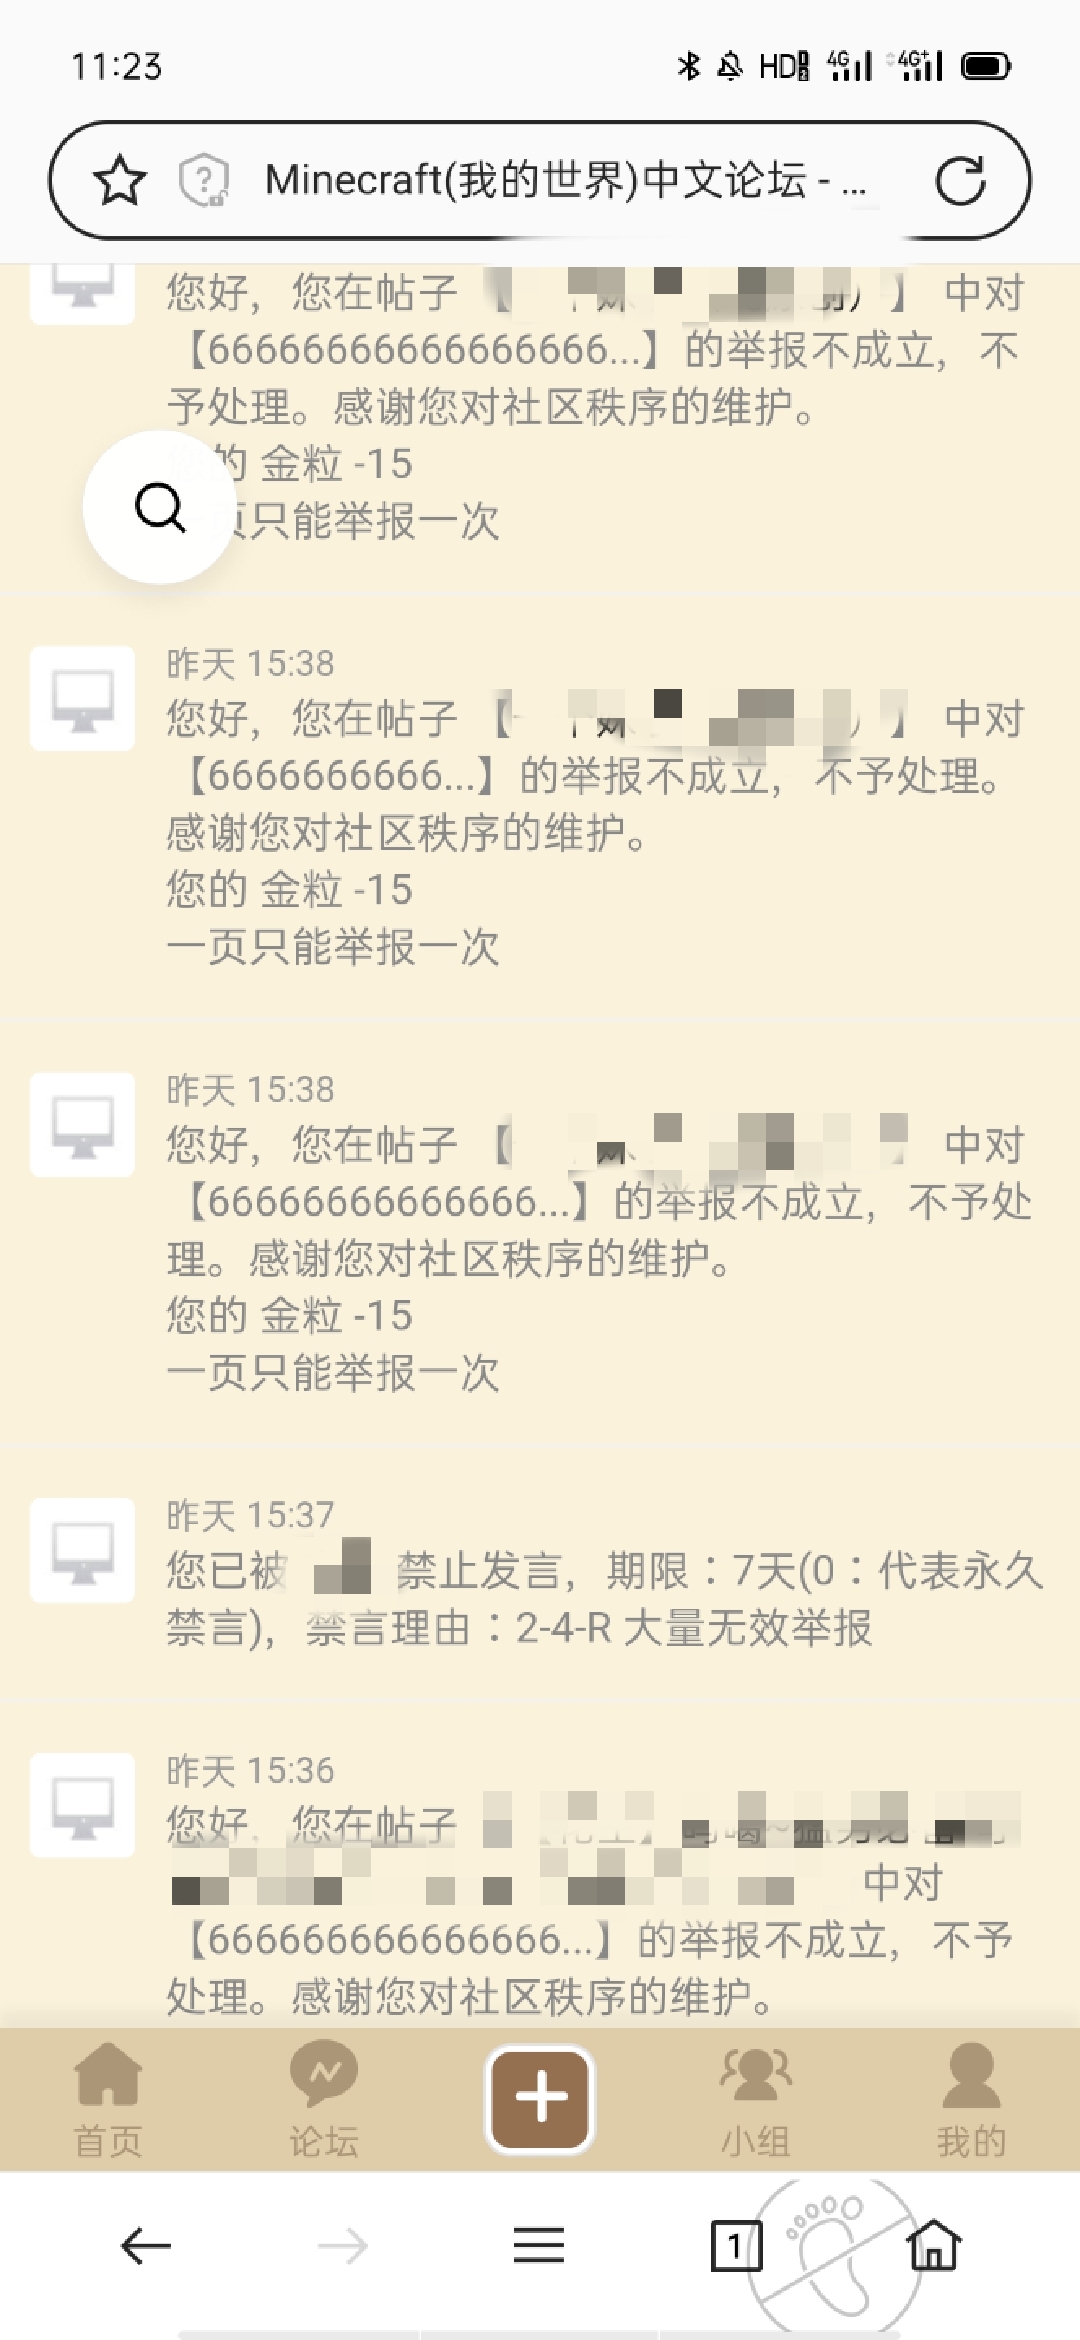 11:23
HD 4G 4G+
Minecraft(我的世界)中文论坛 - ...
您好，您在帖子【 】中对
【66666666666666666...】的举报不成立，不
予处理。感谢您对社区秩序的维护。
的 金粒 -15
页只能举报一次
昨天 15:38
您好，您在帖子【 】中对
【6666666666...】的举报不成立，不予处理。
感谢您对社区秩序的维护。
您的 金粒 -15
一页只能举报一次
昨天 15:38
您好，您在帖子【 中对
【66666666666666...】的举报不成立，不予处
理。感谢您对社区秩序的维护。
您的 金粒 -15
一页只能举报一次
昨天 15:37
您已被 禁止发言，期限：7天(0：代表永久
禁言)，禁言理由：2-4-R 大量无效举报
昨天 15:36
您好，您在帖子
中对
【666666666666666...】的举报不成立，不予
处理。感谢您对社区秩序的维护。
首页 论坛 小组 我的
1